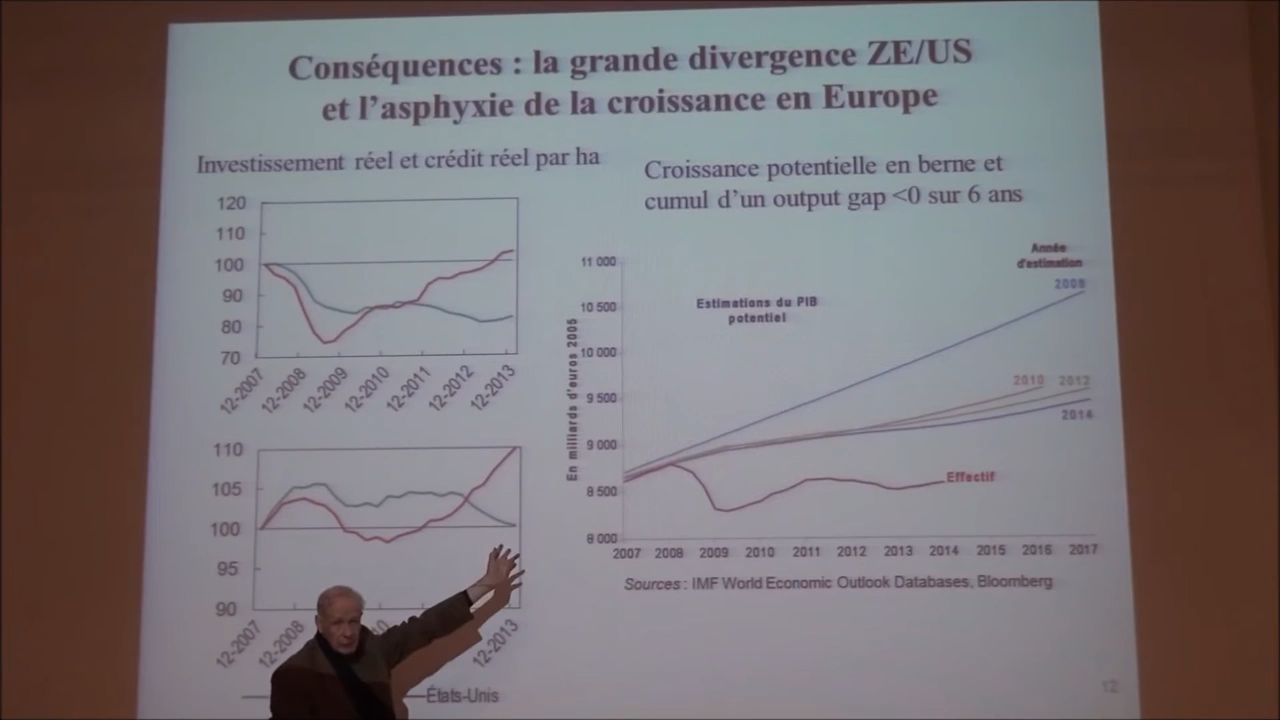 Conséquences : la grande divergence ZE/US
et l'asphyxie de la croissance en Europe
Investissement réel et crédit réel par ha
120
110
100
90
80
70
12-2007
12-2008
12-2009
12-2010
12-2011
12-2012
12-2013
110
105
100
95
90
12-2007
12-2008
12-2013
États-Unis
Croissance potentielle en berne et
cumul d'un output gap <0 sur 6 ans
Année
d'estimation
Estimations du PIB
potentiel
En milliards d'euros 2005
11 000
10 500
10 000
9 500
9 000
8 500
8 000
2008
2010 2012
2014
Effectif
2007 2008 2009 2010 2011 2012 2013 2014 2015 2016 2017
Sources : IMF World Economic Outlook Databases, Bloomberg
12